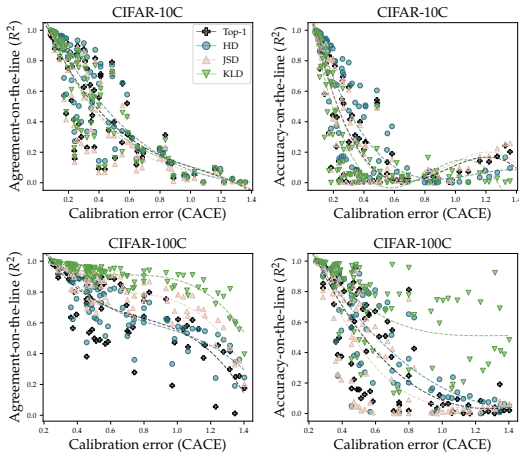 CIFAR-10C
Agreement-on-the-line (R²)
1.0
0.8
0.6
0.4
0.2
0.0
Top-1
HD
JSD
KLD
0.2 0.4 0.6 0.8 1.0 1.2 1.4
Calibration error (CACE)
CIFAR-10C
Accuracy-on-the-line (R²)
1.0
0.8
0.6
0.4
0.2
0.0
0.2 0.4 0.6 0.8 1.0 1.2 1.4
Calibration error (CACE)
CIFAR-100C
Agreement-on-the-line (R²)
1.0
0.8
0.6
0.4
0.2
0.0
0.2 0.4 0.6 0.8 1.0 1.2 1.4
Calibration error (CACE)
CIFAR-100C
Accuracy-on-the-line (R²)
1.0
0.8
0.6
0.4
0.2
0.0
0.2 0.4 0.6 0.8 1.0 1.2 1.4
Calibration error (CACE)